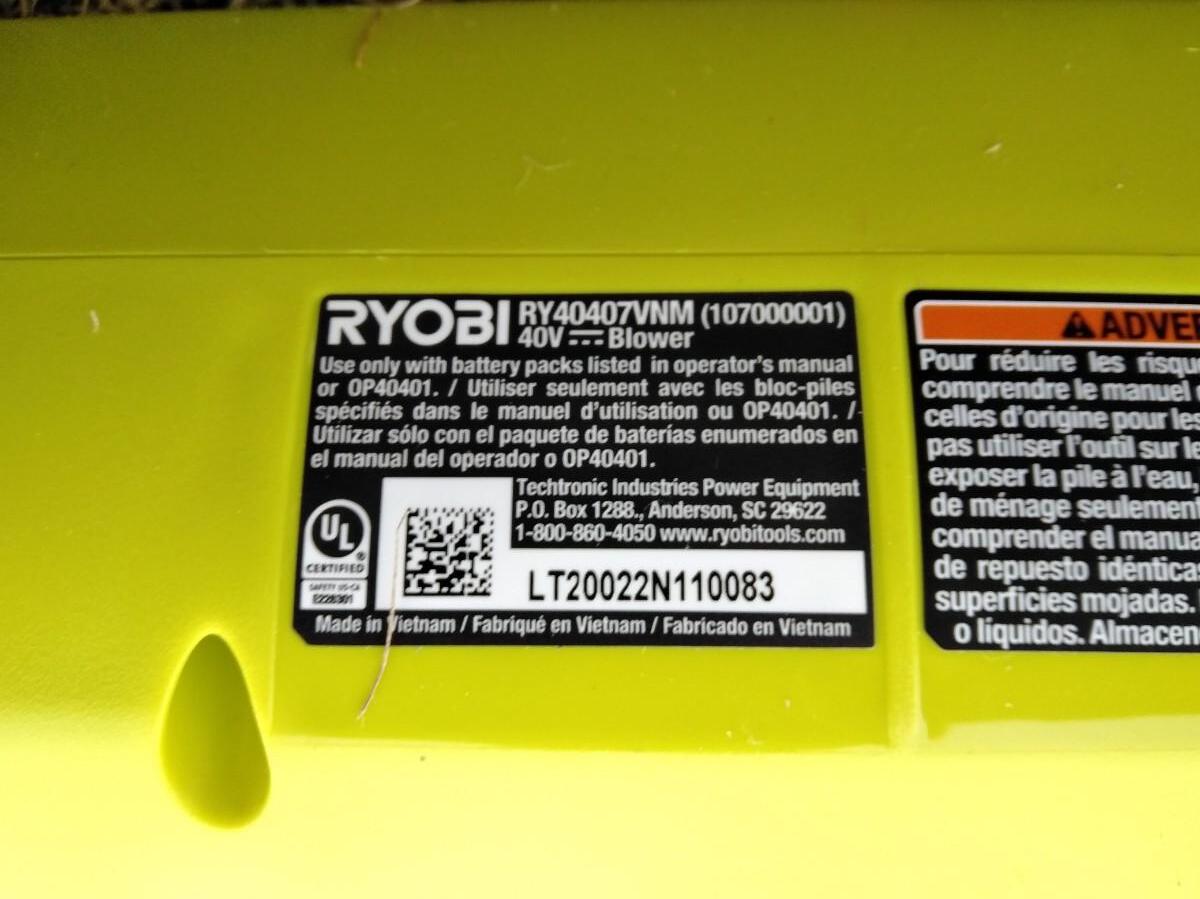 RYOBI RY40407VNM (107000001)
40V Blower
Use only with battery packs listed in operator's manual
or OP40401. / Utiliser seulement avec les bloc-piles
spécifiés dans le manuel d'utilisation ou OP40401. /
Utilizar sólo con el paquete de baterías enumerados en
el manual del operador o OP40401.
Techtronic Industries Power Equipment
P.O. Box 1288., Anderson, SC 29622
1-800-860-4050 www.ryobitools.com
UL
®
CERTIFIED
SAFETY US-CA
E228301
LT20022N110083
Made in Vietnam / Fabriqué en Vietnam / Fabricado en Vietnam
ADVE
Pour réduire les risqu
comprendre le manuel
celles d'origine pour les
pas utiliser l'outil sur le
exposer la pile à l'eau,
de ménage seulement
comprender el manua
de repuesto idéntica
superficies mojadas.
o líquidos. Almacen